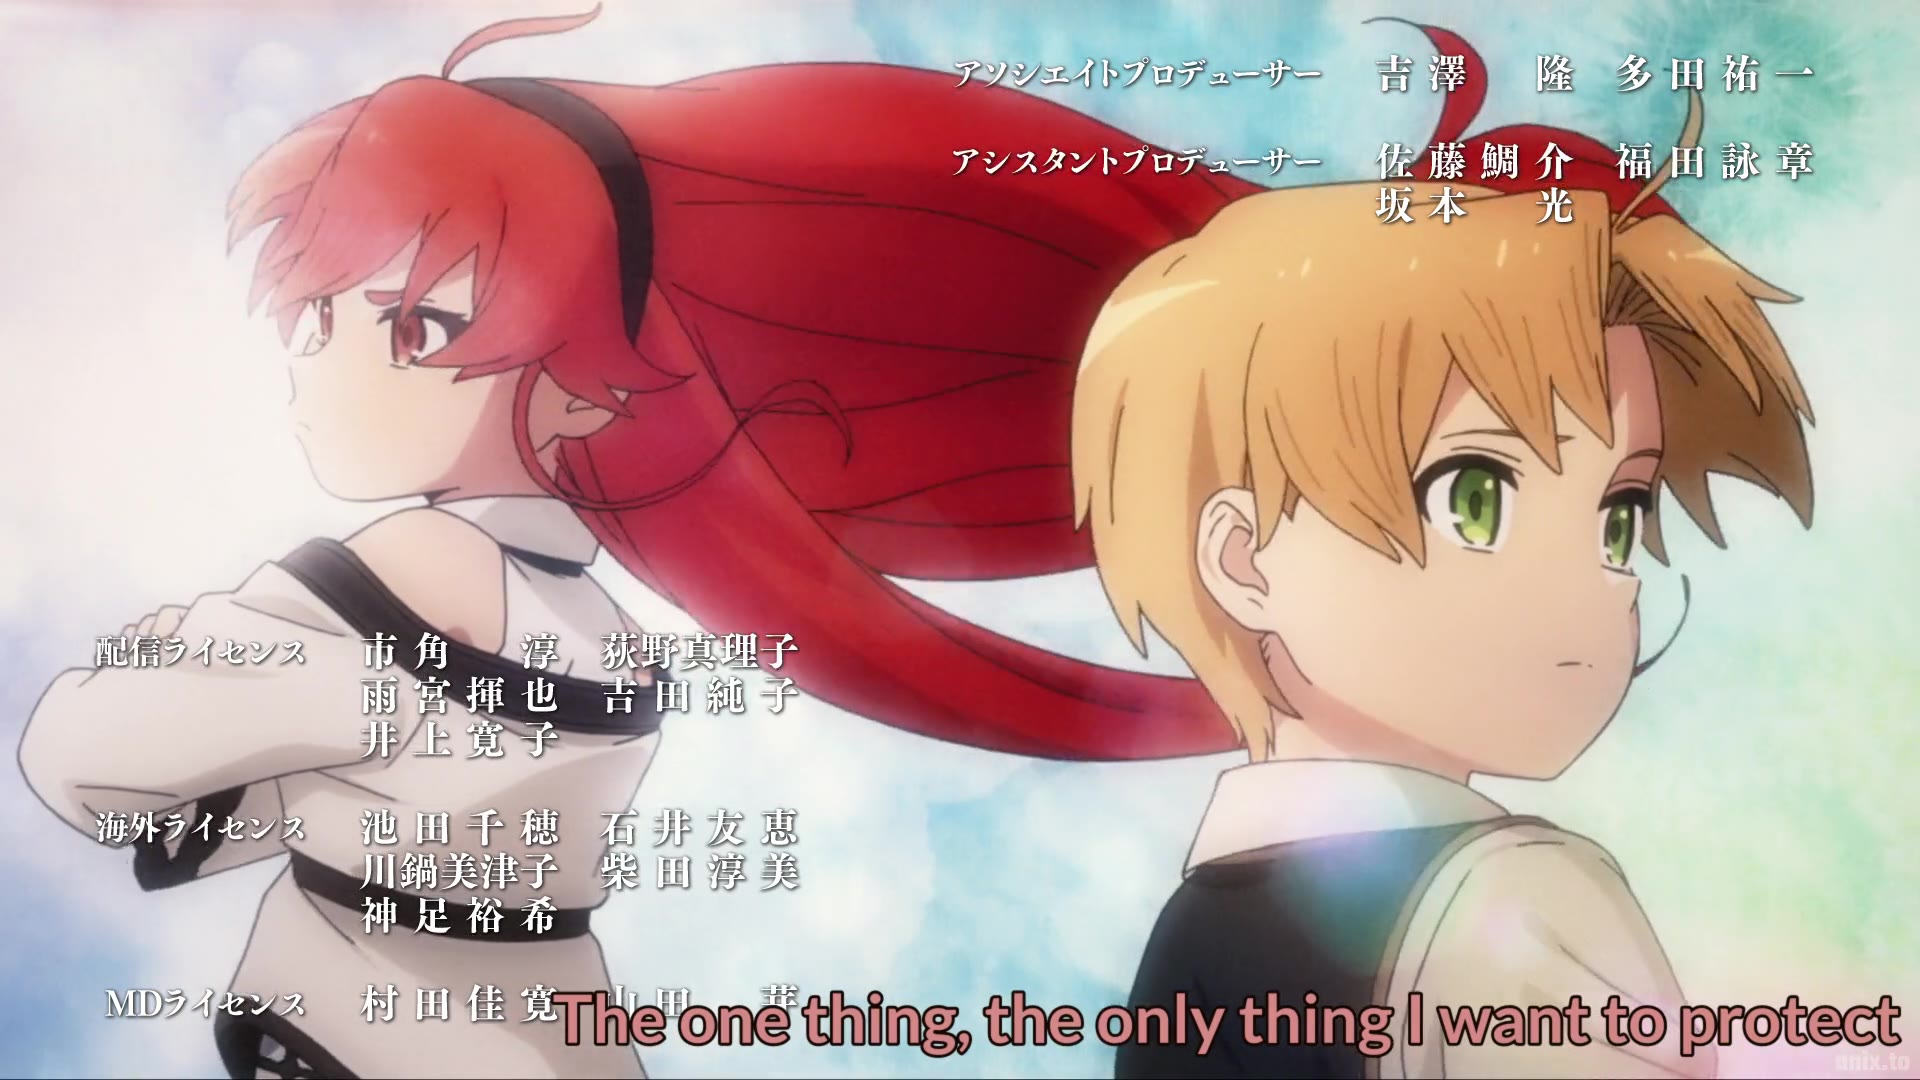 アソシエイトプロデューサー 吉澤 隆 多田祐一
アシスタントプロデューサー 佐藤鯛介 福田詠章
坂本 光
配信ライセンス 市角 淳 荻野真理子
雨宮揮也 吉田純子
井上寛子
海外ライセンス 池田千穂 石井友恵
川鍋美津子 柴田淳美
神足裕希
MDライセンス 村田佳寛 山田
The one thing, the only thing I want to protect
anix.to